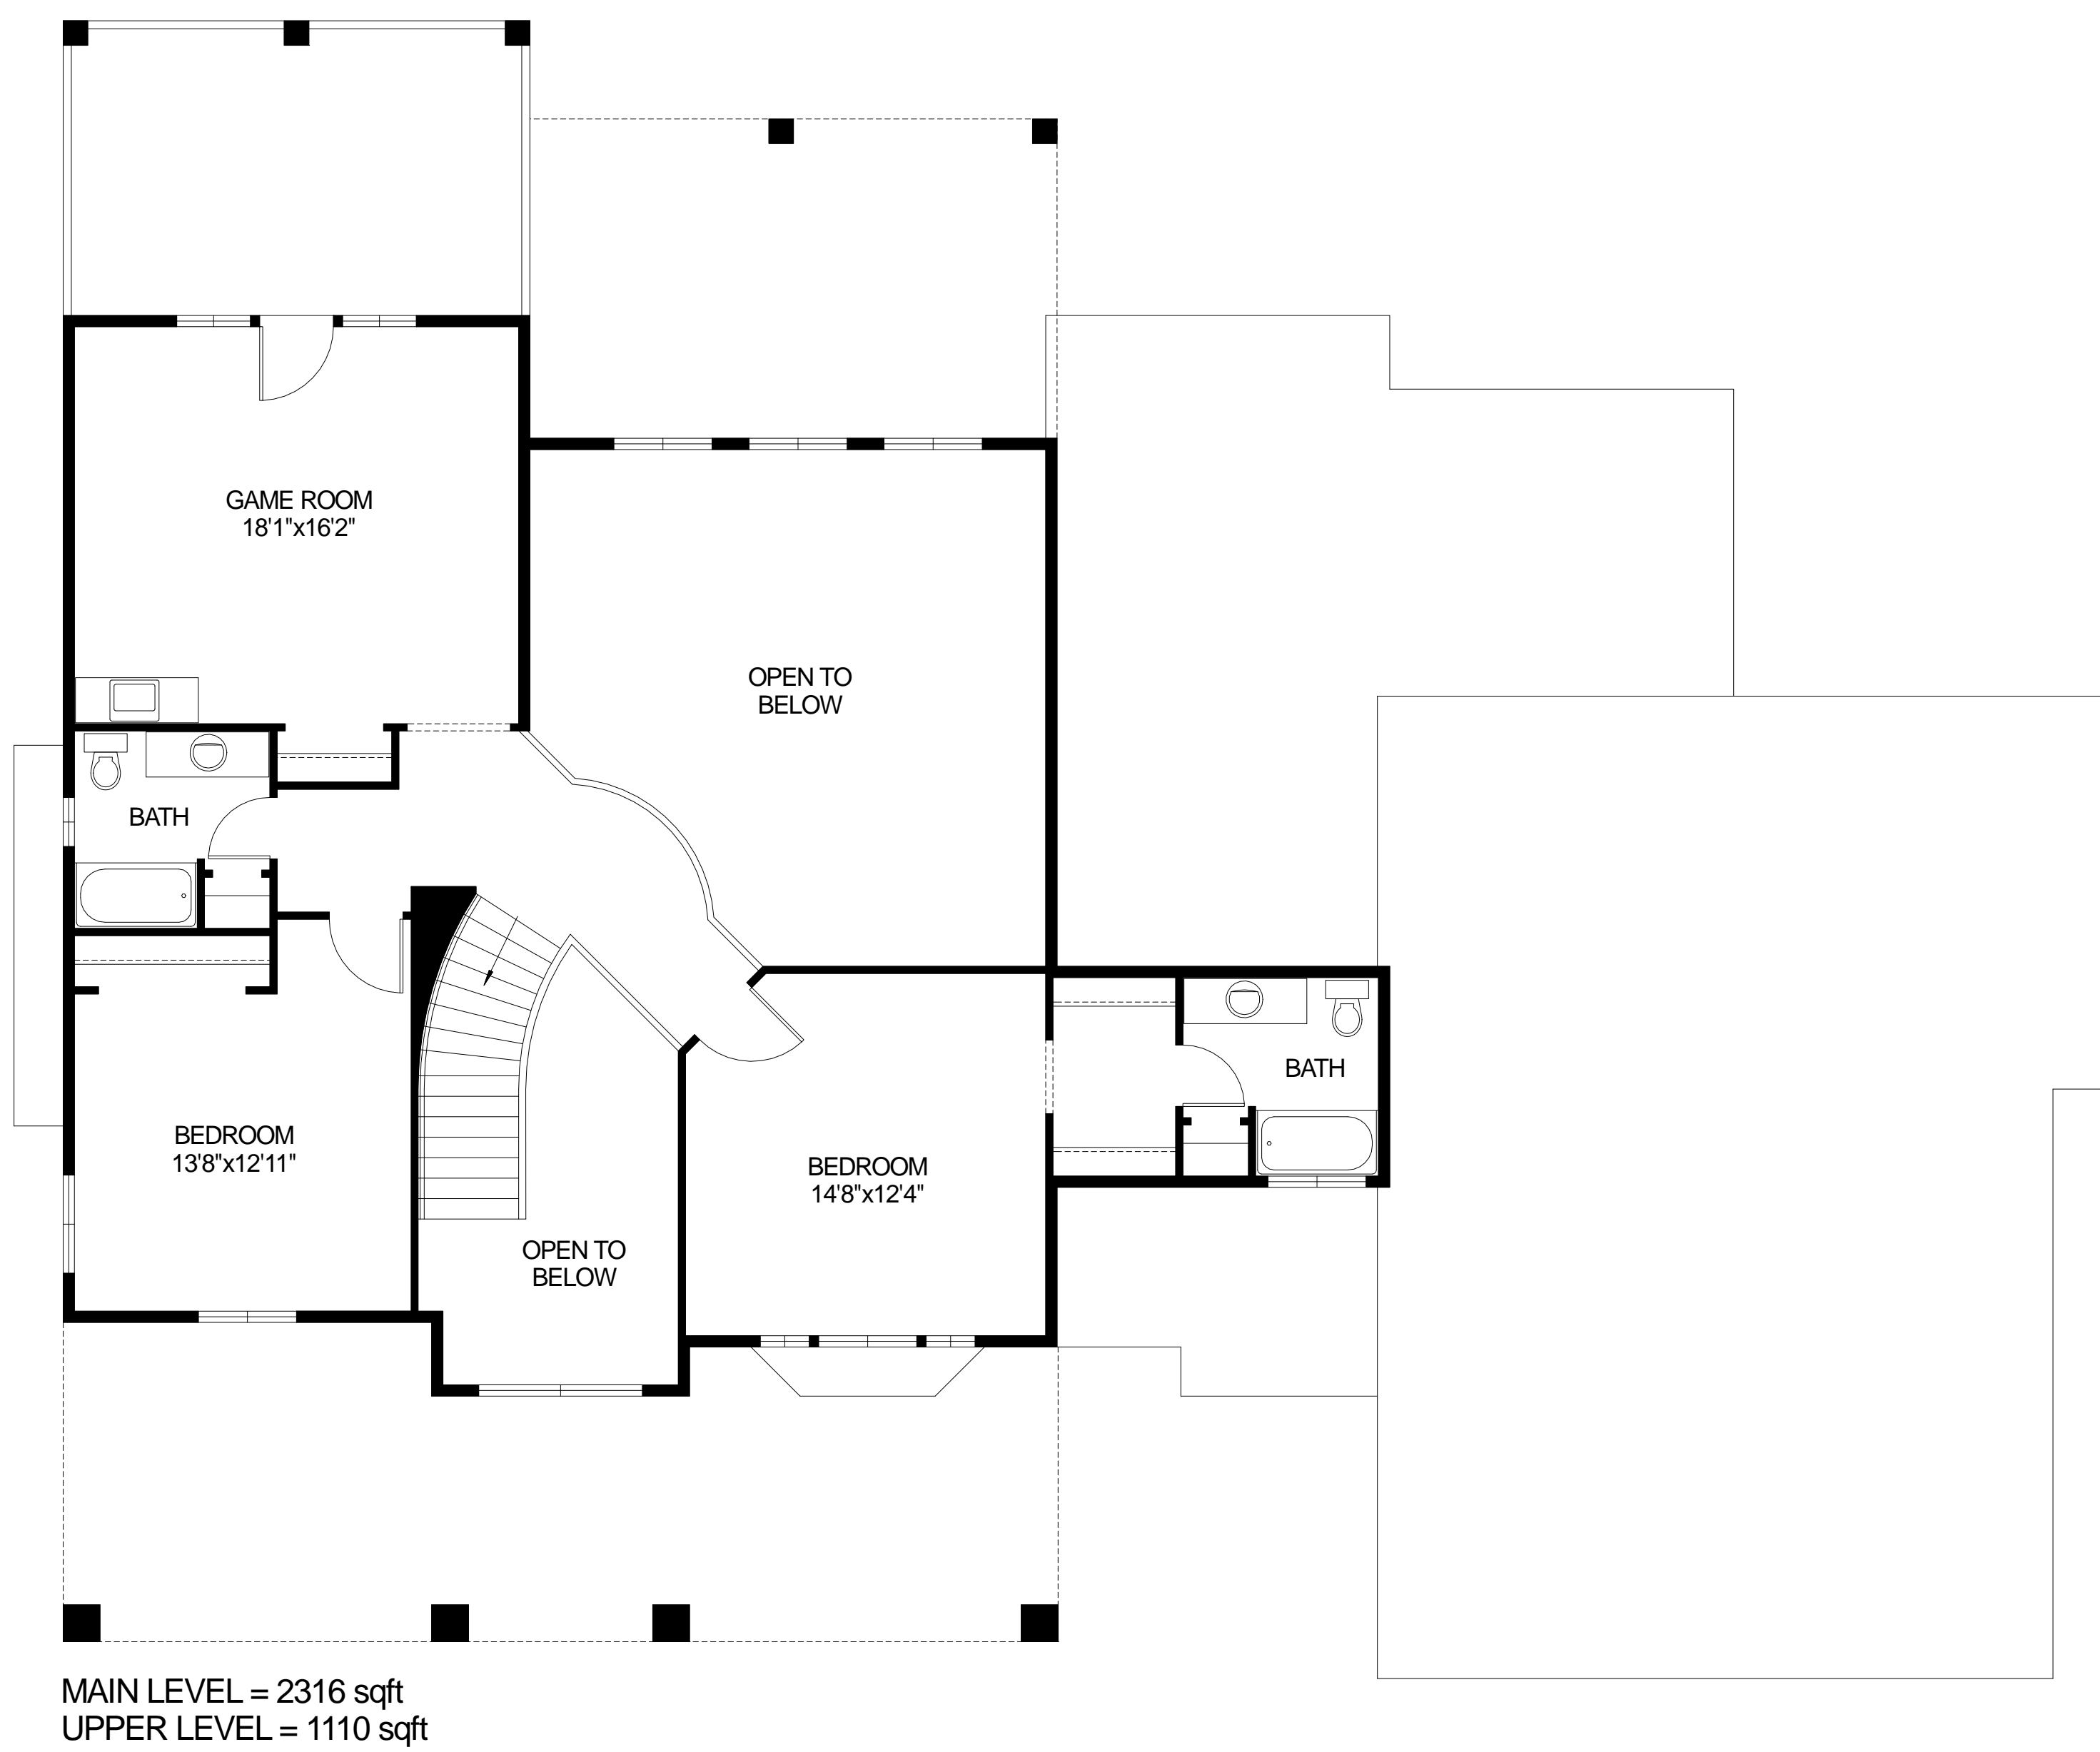 GAME ROOM
18'1"x16'2"
OPEN TO
BELOW
BATH
BATH
BEDROOM
13'8"x12'11"
BEDROOM
14'8"x12'4"
OPEN TO
BELOW
MAIN LEVEL = 2316 sqft
UPPER LEVEL = 1110 sqft